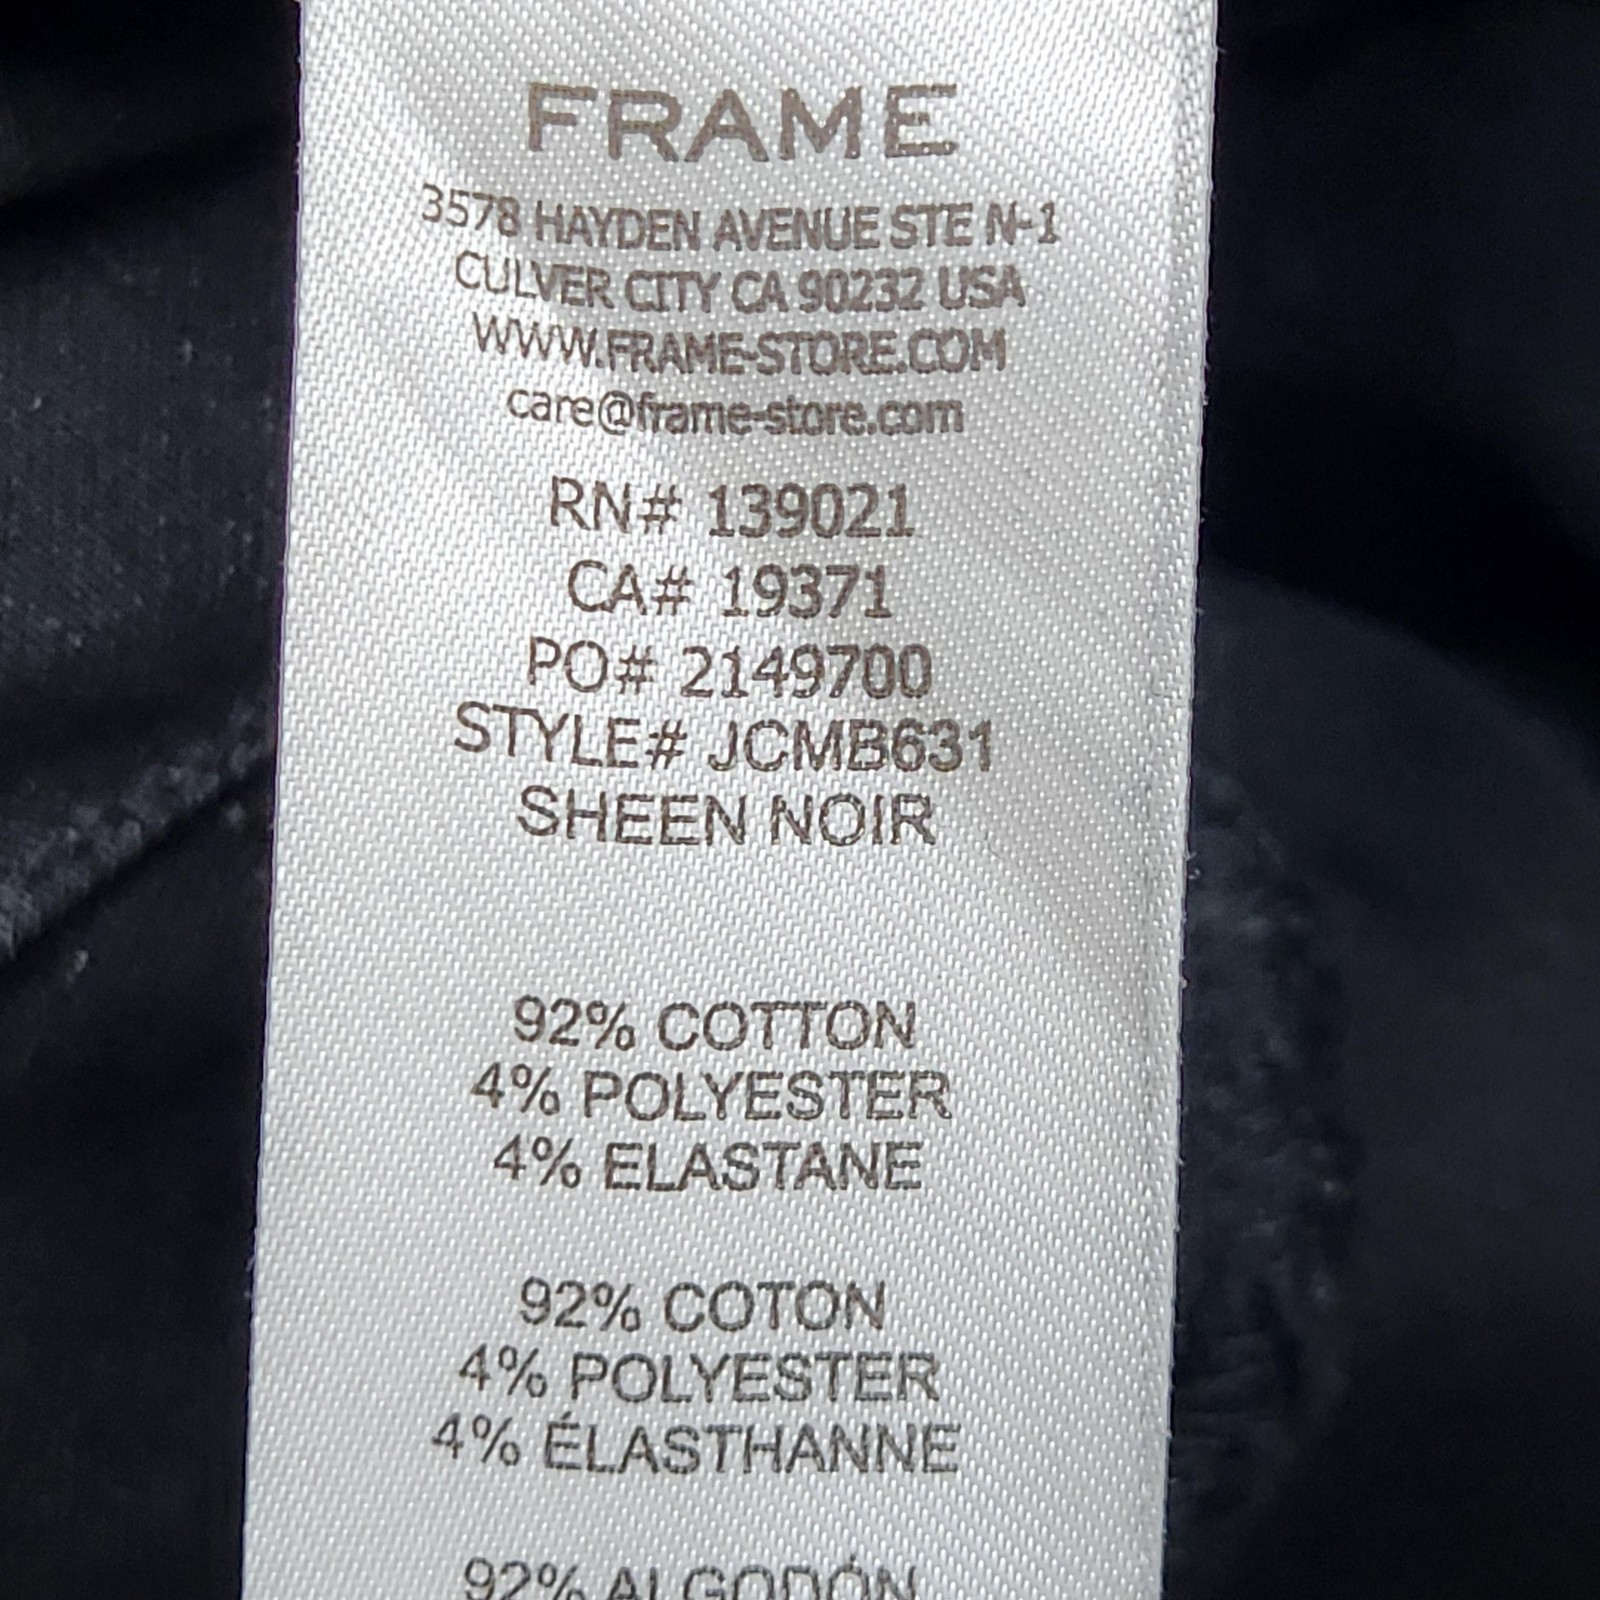 FRAME
3578 HAYDEN AVENUE STE N-1
CULVER CITY CA 90232 USA
WWW.FRAME-STORE.COM
care@frame-store.com
RN# 139021
CA# 19371
PO# 2149700
STYLE# JCMB631
SHEEN NOIR
92% COTTON
4% POLYESTER
4% ELASTANE
92% COTON
4% POLYESTER
4% ÉLASTHANNE
92% ALGODÓN